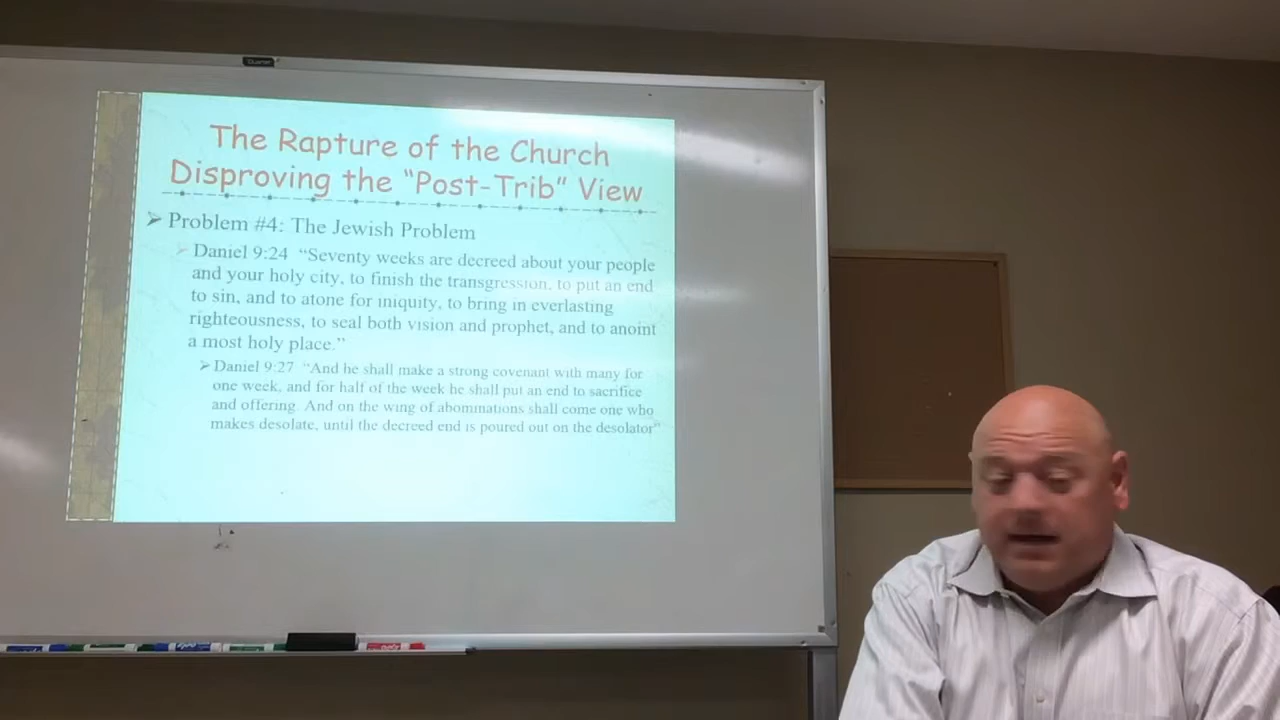 The Rapture of the Church
Disproving the “Post-Trib” View
Problem #4: The Jewish Problem
Daniel 9:24 “Seventy weeks are decreed about your people
and your holy city, to finish the transgression, to put an end
to sin, and to atone for iniquity, to bring in everlasting
righteousness, to seal both vision and prophet, and to anoint
a most holy place.”
Daniel 9:27 “And he shall make a strong covenant with many for
one week, and for half of the week he shall put an end to sacrifice
and offering. And on the wing of abominations shall come one who
makes desolate, until the decreed end is poured out on the desolator”